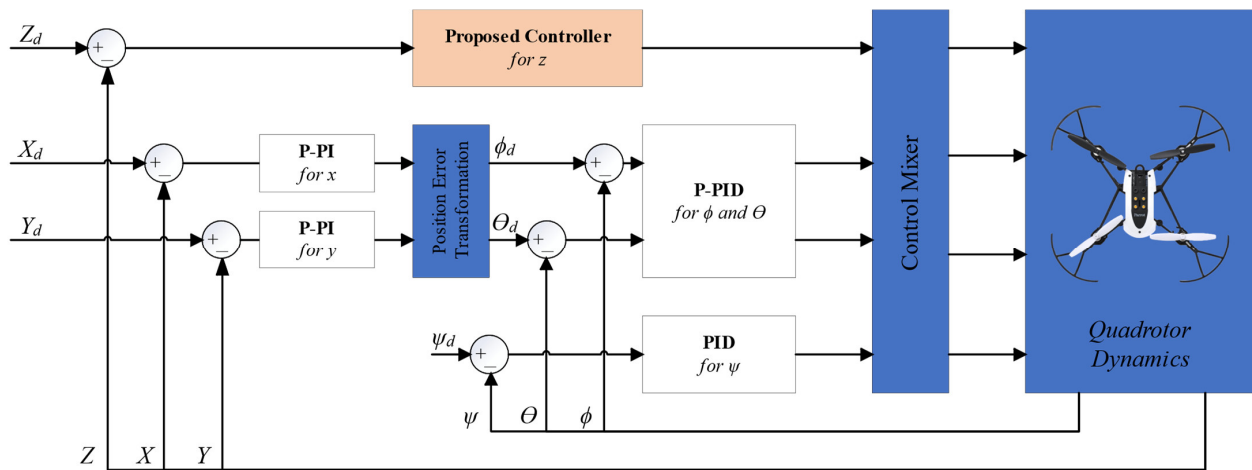 Z_d
+
−
Proposed Controller
for z
X_d
+
−
P-PI
for x
Y_d
+
−
P-PI
for y
Position Error
Transformation
ϕ_d
+
−
Ɵ_d
+
−
P-PID
for ϕ and Ɵ
ψ_d
+
−
PID
for ψ
Control Mixer
Quadrotor
Dynamics
ψ Ɵ ϕ
Z X Y